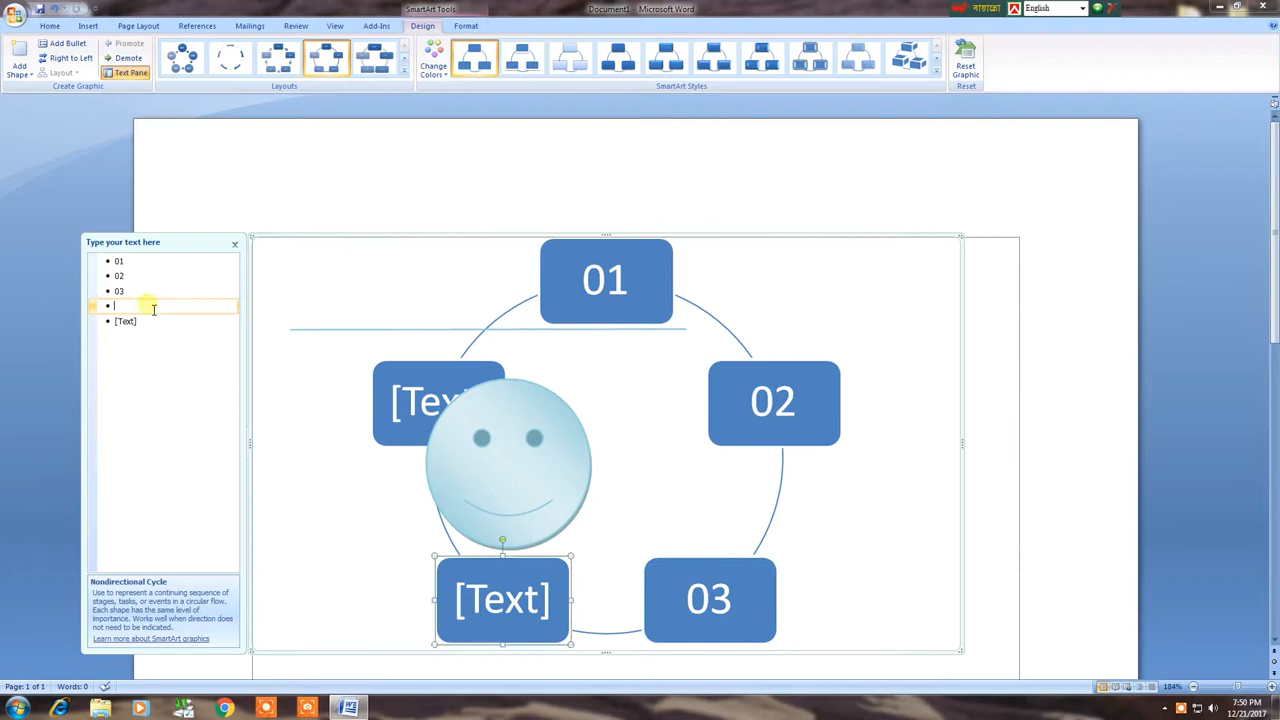 SmartArt Tools
Document1 - Microsoft Word
বায়ান্নো
English
Home Insert Page Layout References Mailings Review View Add-Ins Design Format
Add Shape
Add Bullet
Right to Left
Layout
Promote
Demote
Text Pane
Create Graphic
Layouts
Change Colors
SmartArt Styles
Reset Graphic
Reset
Type your text here
x
01
02
03
[Text]
Nondirectional Cycle
Use to represent a continuing sequence of
stages, tasks, or events in a circular flow.
Each shape has the same level of
importance. Works well when direction does
not need to be indicated.
Learn more about SmartArt graphics
01
[Tex
02
[Text]
03
Page: 1 of 1
Words: 0
184%
7:50 PM
12/21/2017